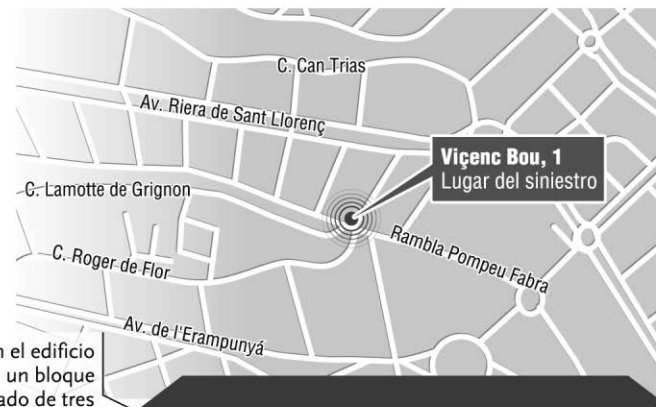 C. Can Trias
Av. Riera de Sant Llorenç
Viçenc Bou, 1
Lugar del siniestro
C. Lamotte de Grignon
Rambla Pompeu Fabra
C. Roger de Flor
Av. de l'Erampunyá
el edificio
un bloque
ado de tres